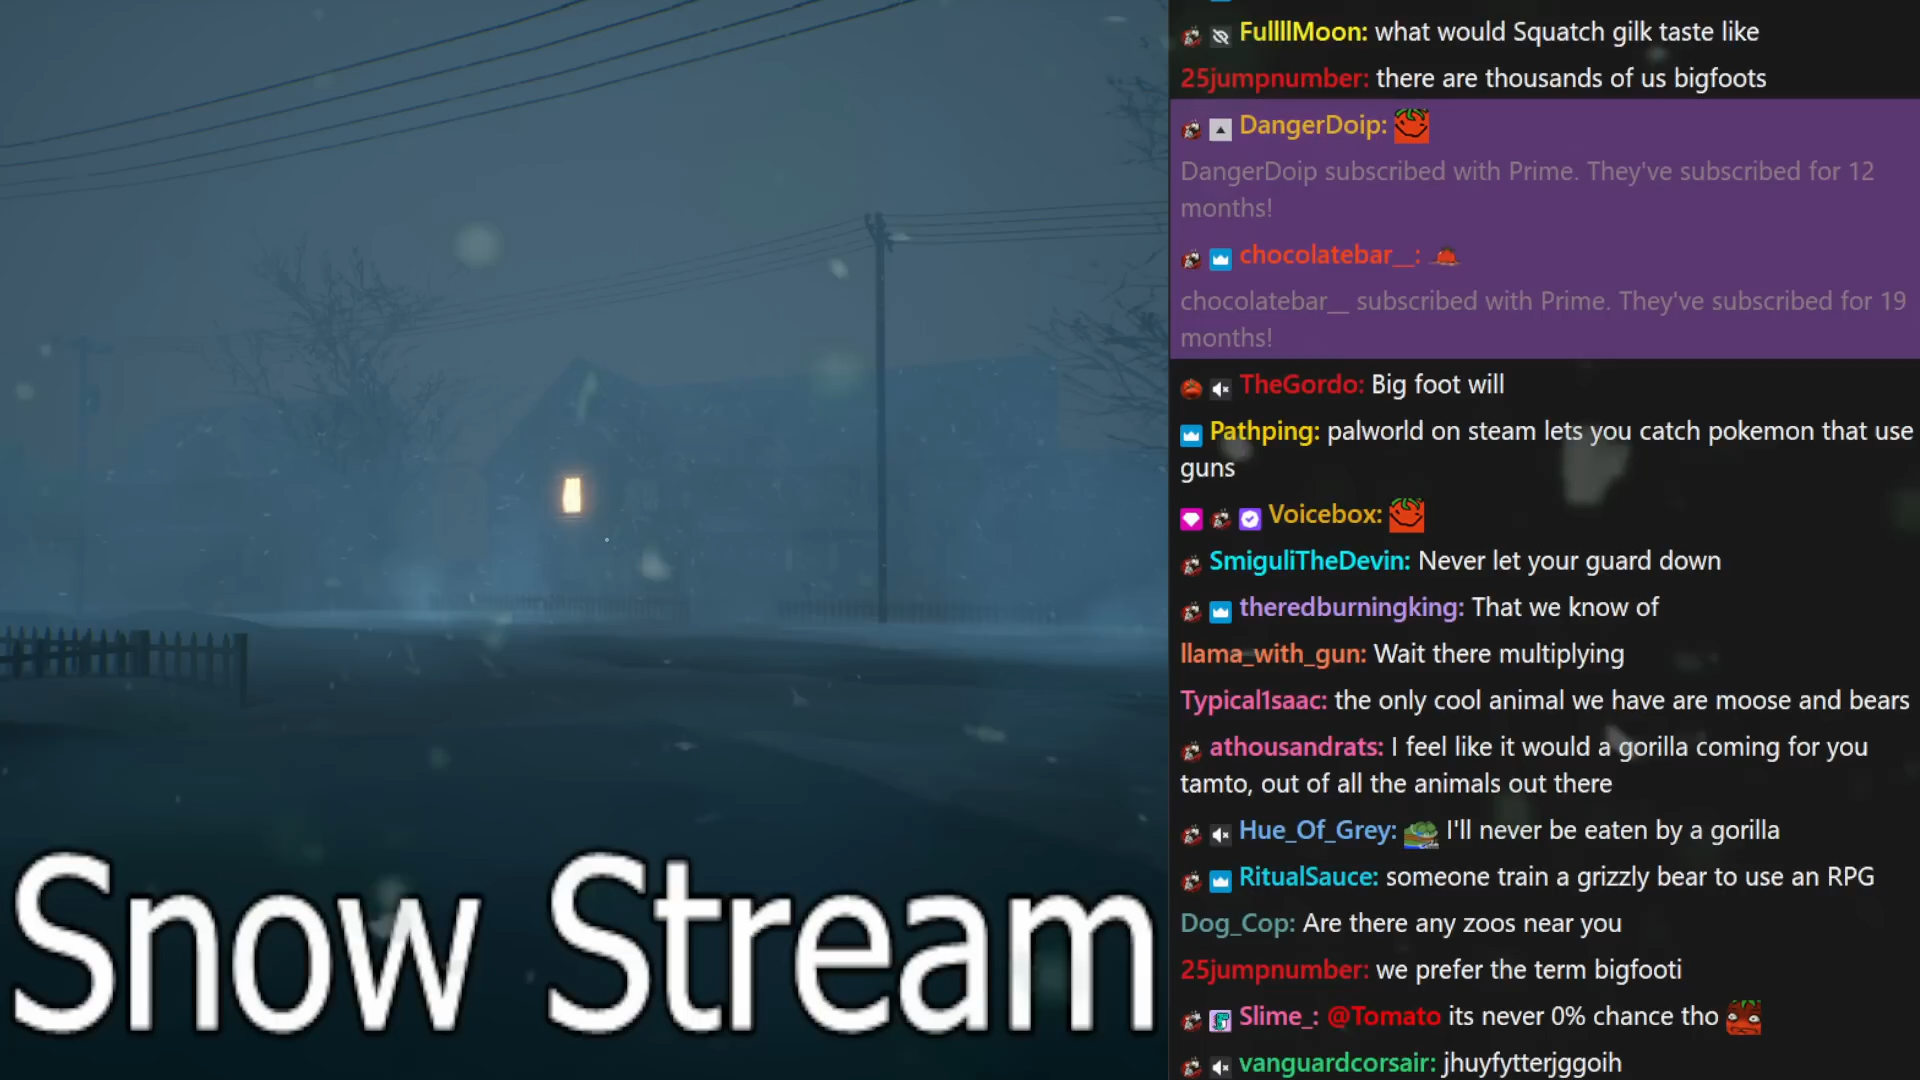 FullllMoon: what would Squatch gilk taste like
25jumpnumber: there are thousands of us bigfoots
DangerDoip:
DangerDoip subscribed with Prime. They've subscribed for 12
months!
chocolatebar__:
chocolatebar__ subscribed with Prime. They've subscribed for 19
months!
TheGordo: Big foot will
Pathping: palworld on steam lets you catch pokemon that use
guns
Voicebox:
SmiguliTheDevin: Never let your guard down
theredburningking: That we know of
llama_with_gun: Wait there multiplying
Typical1saac: the only cool animal we have are moose and bears
athousandrats: I feel like it would a gorilla coming for you
tamto, out of all the animals out there
Hue_Of_Grey: I'll never be eaten by a gorilla
RitualSauce: someone train a grizzly bear to use an RPG
Dog_Cop: Are there any zoos near you
25jumpnumber: we prefer the term bigfooti
Slime_: @Tomato its never 0% chance tho
vanguardcorsair: jhuyfytterjggoih
Snow Stream